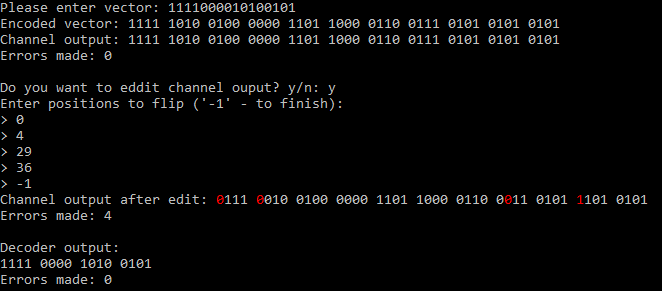 Please enter vector: 1111000010100101
Encoded vector: 1111 1010 0100 0000 1101 1000 0110 0111 0101 0101 0101
Channel output: 1111 1010 0100 0000 1101 1000 0110 0111 0101 0101 0101
Errors made: 0
Do you want to eddit channel ouput? y/n: y
Enter positions to flip ('-1' - to finish):
> 0
> 4
> 29
> 36
> -1
Channel output after edit: 0111 0010 0100 0000 1101 1000 0110 0011 0101 1101 0101
Errors made: 4
Decoder output:
1111 0000 1010 0101
Errors made: 0